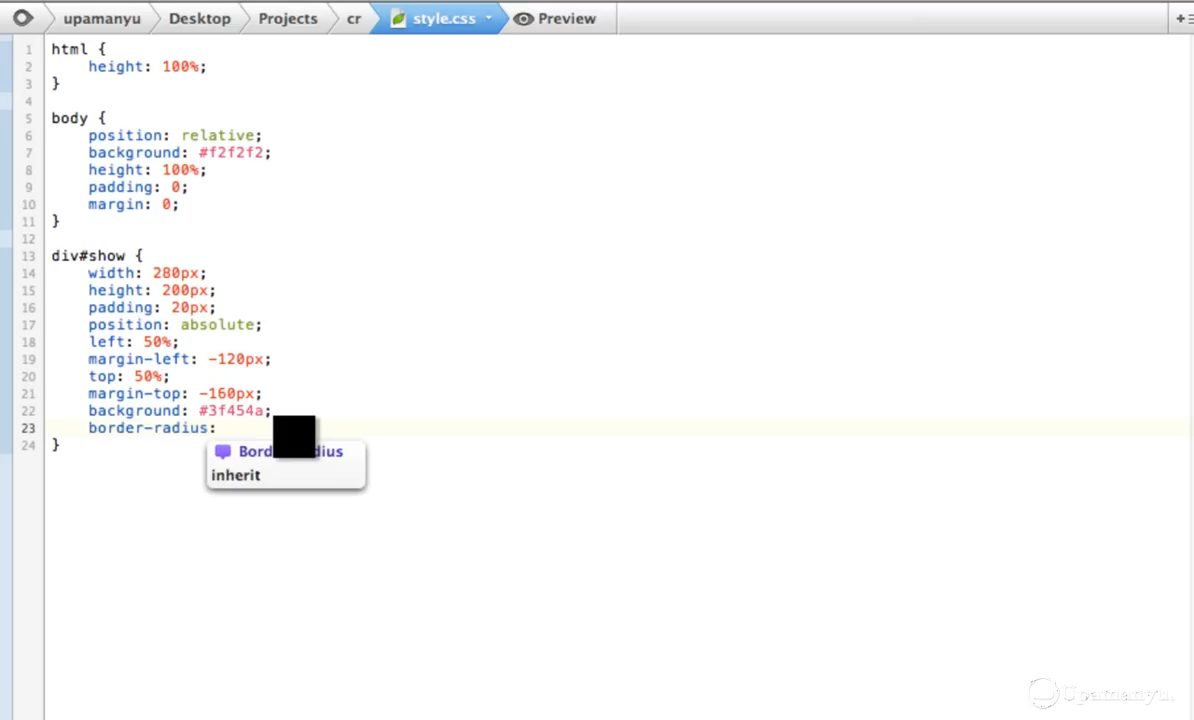 upamanyu Desktop Projects cr style.css Preview
1 html {
2 height: 100%;
3 }
4
5 body {
6 position: relative;
7 background: #f2f2f2;
8 height: 100%;
9 padding: 0;
10 margin: 0;
11 }
12
13 div#show {
14 width: 280px;
15 height: 200px;
16 padding: 20px;
17 position: absolute;
18 left: 50%;
19 margin-left: -120px;
20 top: 50%;
21 margin-top: -160px;
22 background: #3f454a;
23 border-radius:
24 }
inherit
Upamanyu.